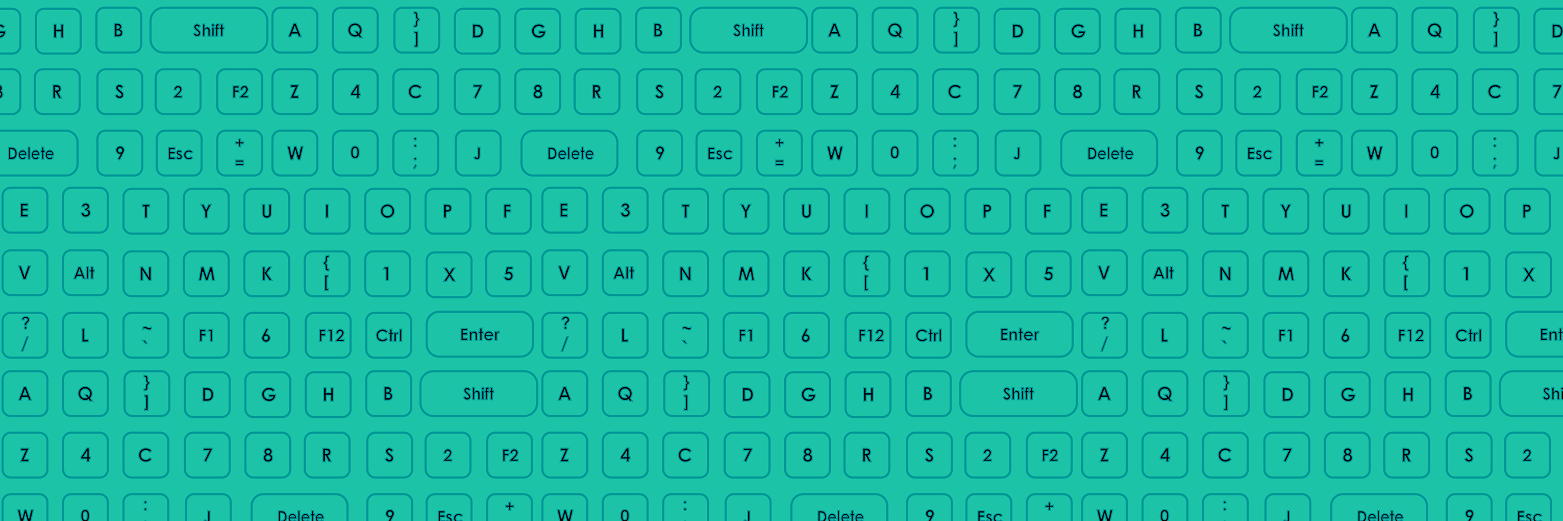 G H B Shift A Q } ] D G H B Shift A Q } ] D G H B Shift A Q } ] D
8 R S 2 F2 Z 4 C 7 8 R S 2 F2 Z 4 C 7 8 R S 2 F2 Z 4 C 7
Delete 9 Esc + = W 0 : ; J Delete 9 Esc + = W 0 : ; J Delete 9 Esc + = W 0 : ; J
E 3 T Y U I O P F E 3 T Y U I O P F E 3 T Y U I O P
V Alt N M K { [ 1 X 5 V Alt N M K { [ 1 X 5 V Alt N M K { [ 1 X
? / L ~ ` F1 6 F12 Ctrl Enter ? / L ~ ` F1 6 F12 Ctrl Enter ? / L ~ ` F1 6 F12 Ctrl Ent
A Q } ] D G H B Shift A Q } ] D G H B Shift A Q } ] D G H B Shi
Z 4 C 7 8 R S 2 F2 Z 4 C 7 8 R S 2 F2 Z 4 C 7 8 R S 2
W 0 : J Delete 9 Esc + W 0 : J Delete 9 Esc + W 0 : J Delete 9 Esc